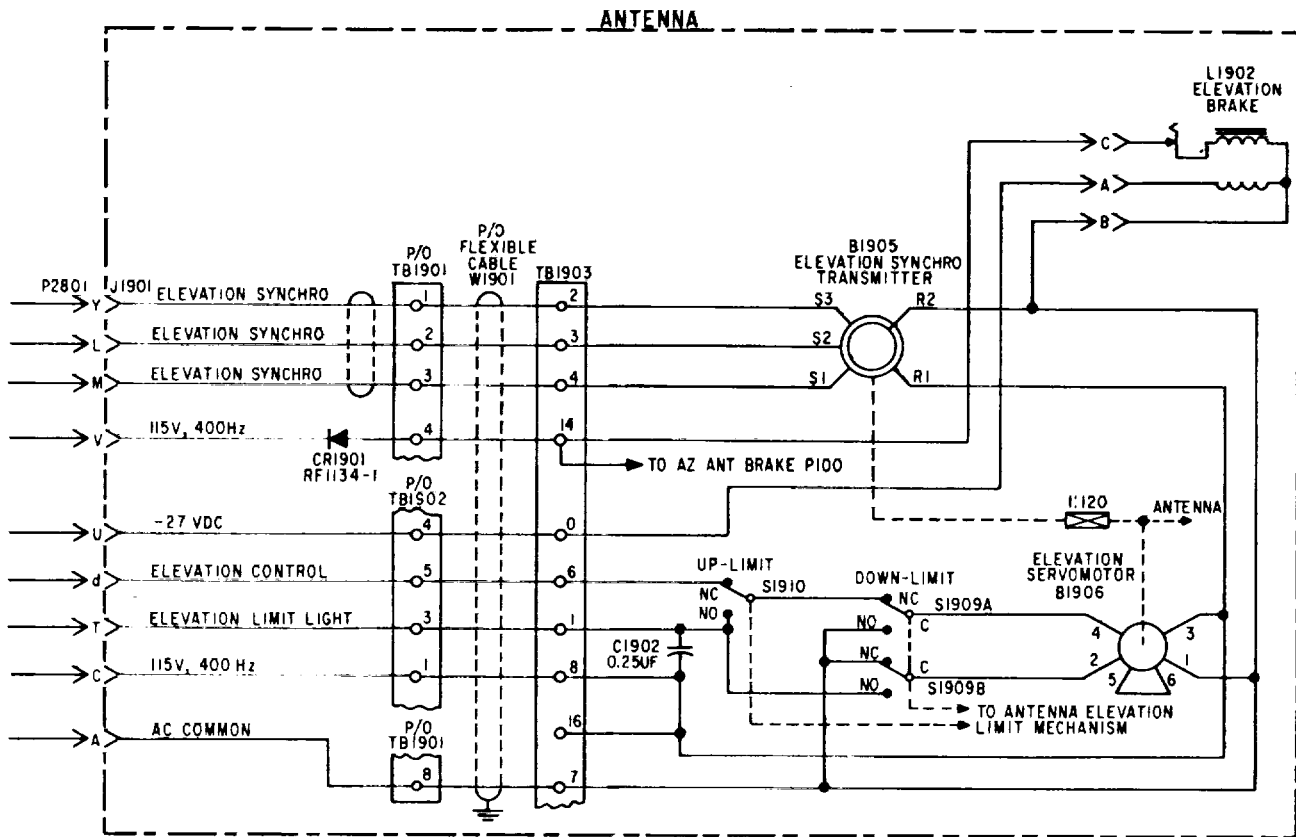 ANTENNA
L1902
ELEVATION
BRAKE
C
A
B
P/O
FLEXIBLE
CABLE
W1901
P/O
TB1901
TB1903
B1905
ELEVATION SYNCHRO
TRANSMITTER
P2801 J1901
Y ELEVATION SYNCHRO 1 2 S3 R2
L ELEVATION SYNCHRO 2 3 S2
M ELEVATION SYNCHRO 3 4 S1 R1
V 115V, 400Hz 4 14
CR1901
RF1134-1
TO AZ ANT BRAKE P100
P/O
TB1902
1:120
ANTENNA
U -27 VDC 4 0
d ELEVATION CONTROL 5 6
UP-LIMIT
NC
NO
S1910
DOWN-LIMIT
NC
S1909A
C
NO
ELEVATION
SERVOMOTOR
B1906
T ELEVATION LIMIT LIGHT 3 1
C1902
0.25UF
NC
C
NO
S1909B
4 3
2 1
5 6
C 115V, 400 Hz 1 8
TO ANTENNA ELEVATION
LIMIT MECHANISM
16
A AC COMMON
P/O
TB1901
8 7